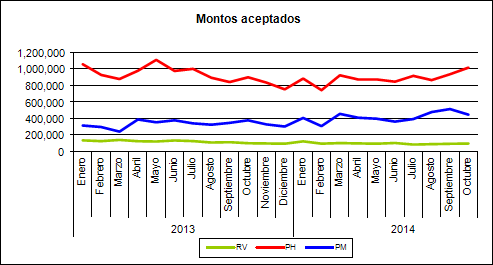 Montos aceptados
1,200,000
1,000,000
800,000
600,000
400,000
200,000
0
Enero
Febrero
Marzo
Abril
Mayo
Junio
Julio
Agosto
Septiembre
Octubre
Noviembre
Diciembre
Enero
Febrero
Marzo
Abril
Mayo
Junio
Julio
Agosto
Septiembre
Octubre
2013 2014
RV PH PM